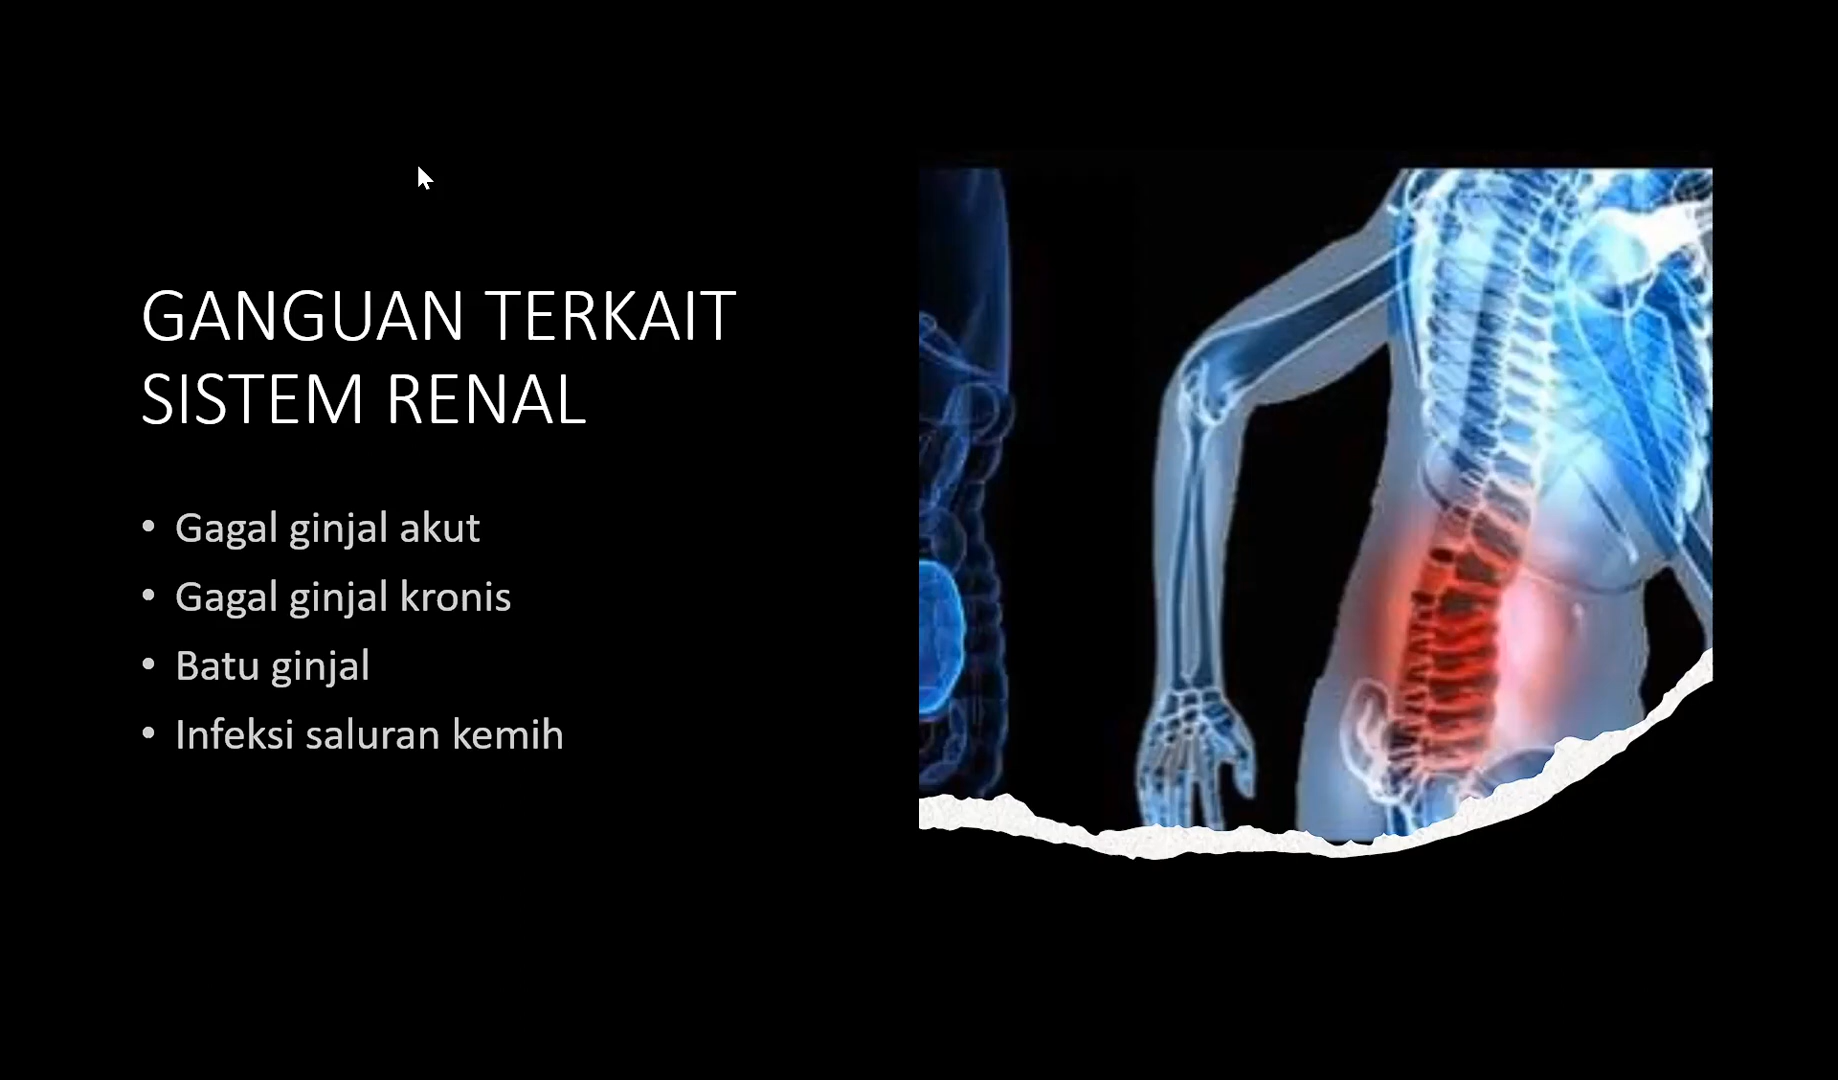 GANGUAN TERKAIT
SISTEM RENAL
• Gagal ginjal akut
• Gagal ginjal kronis
• Batu ginjal
• Infeksi saluran kemih